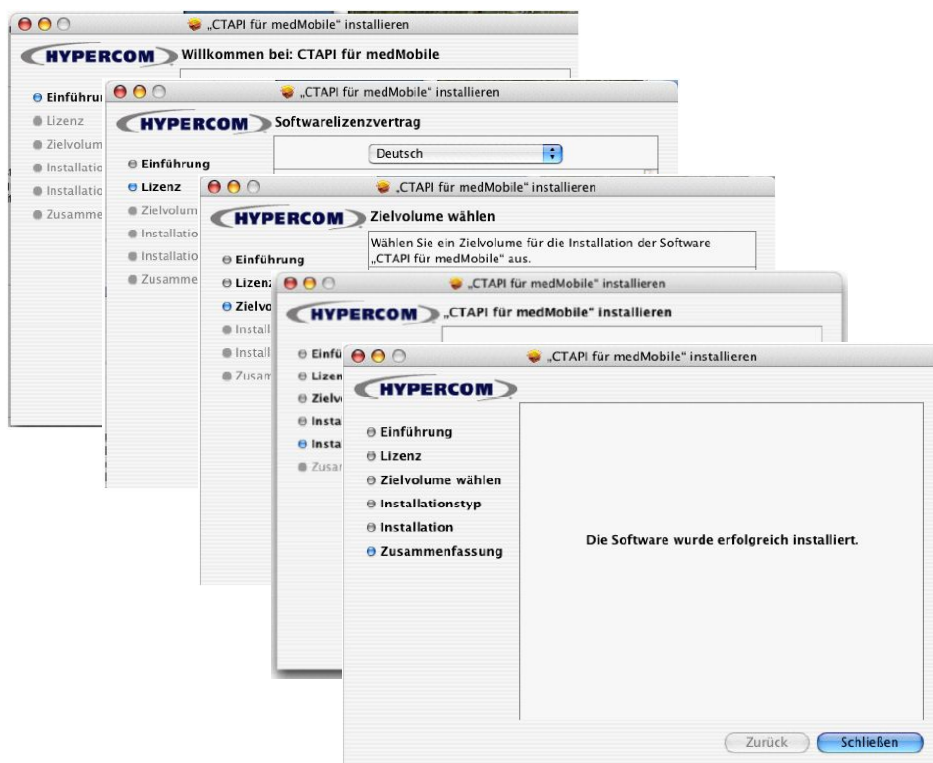 „CTAPI für medMobile“ installieren
HYPERCOM
Willkommen bei: CTAPI für medMobile
Einführu
Lizenz
Zielvolum
Installatio
Installatio
Zusamme
„CTAPI für medMobile“ installieren
HYPERCOM
Softwarelizenzvertrag
Deutsch
Einführung
Lizenz
Zielvolum
Installatio
Installatio
Zusamme
„CTAPI für medMobile“ installieren
HYPERCOM
Zielvolume wählen
Wählen Sie ein Zielvolume für die Installation der Software
„CTAPI für medMobile“ aus.
Einführung
Lizenz
Zielvo
Install
Install
Zusam
„CTAPI für medMobile“ installieren
HYPERCOM
„CTAPI für medMobile“ installieren
Einfü
Lizen
Zielv
Insta
Insta
Zusar
„CTAPI für medMobile“ installieren
HYPERCOM
Einführung
Lizenz
Zielvolume wählen
Installationstyp
Installation
Zusammenfassung
Die Software wurde erfolgreich installiert.
Zurück
Schließen